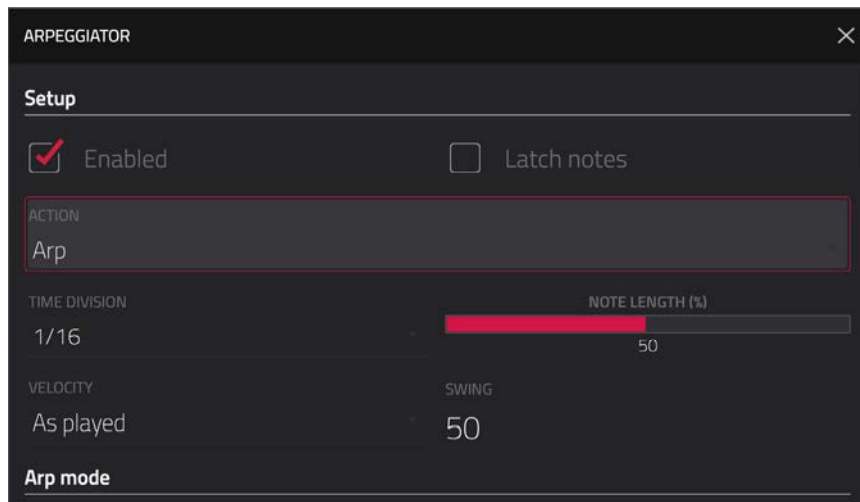 ARPEGGIATOR
Setup
Enabled
Latch notes
ACTION
Arp
TIME DIVISION
NOTE LENGTH (%)
1/16
50
VELOCITY
SWING
As played
50
Arp mode